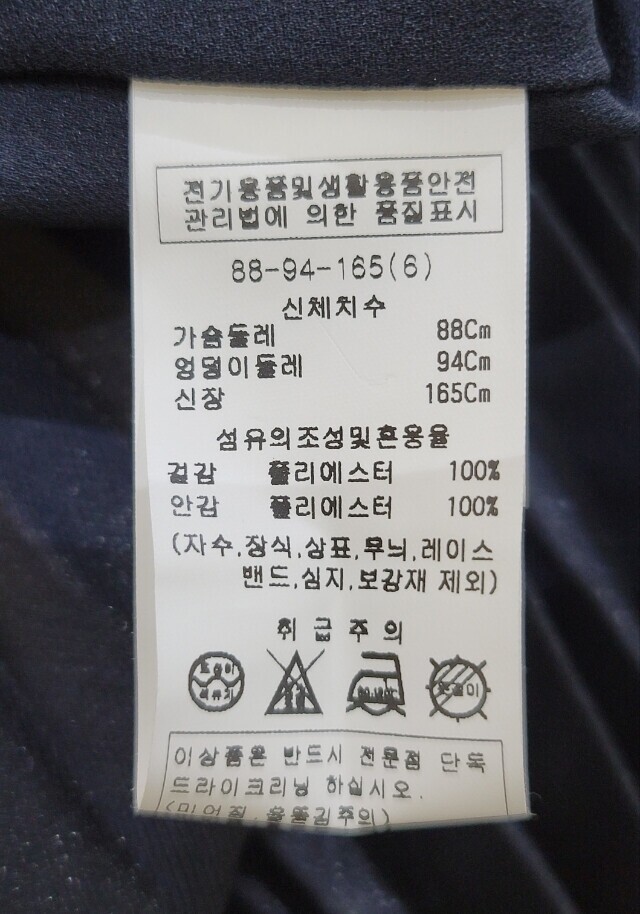 전기용품및생활용품안전
관리법에 의한 품질표시
88-94-165(6)
신체치수
가슴둘레 88Cm
엉덩이둘레 94Cm
신장 165Cm
섬유의조성및혼용율
겉감 폴리에스터 100%
안감 폴리에스터 100%
(자수,장식,상표,무늬,레이스
밴드,심지,보강재 제외)
취급주의
드라이
석유계
이상품은 반드시 전문점 단독
드라이크리닝 하십시오.